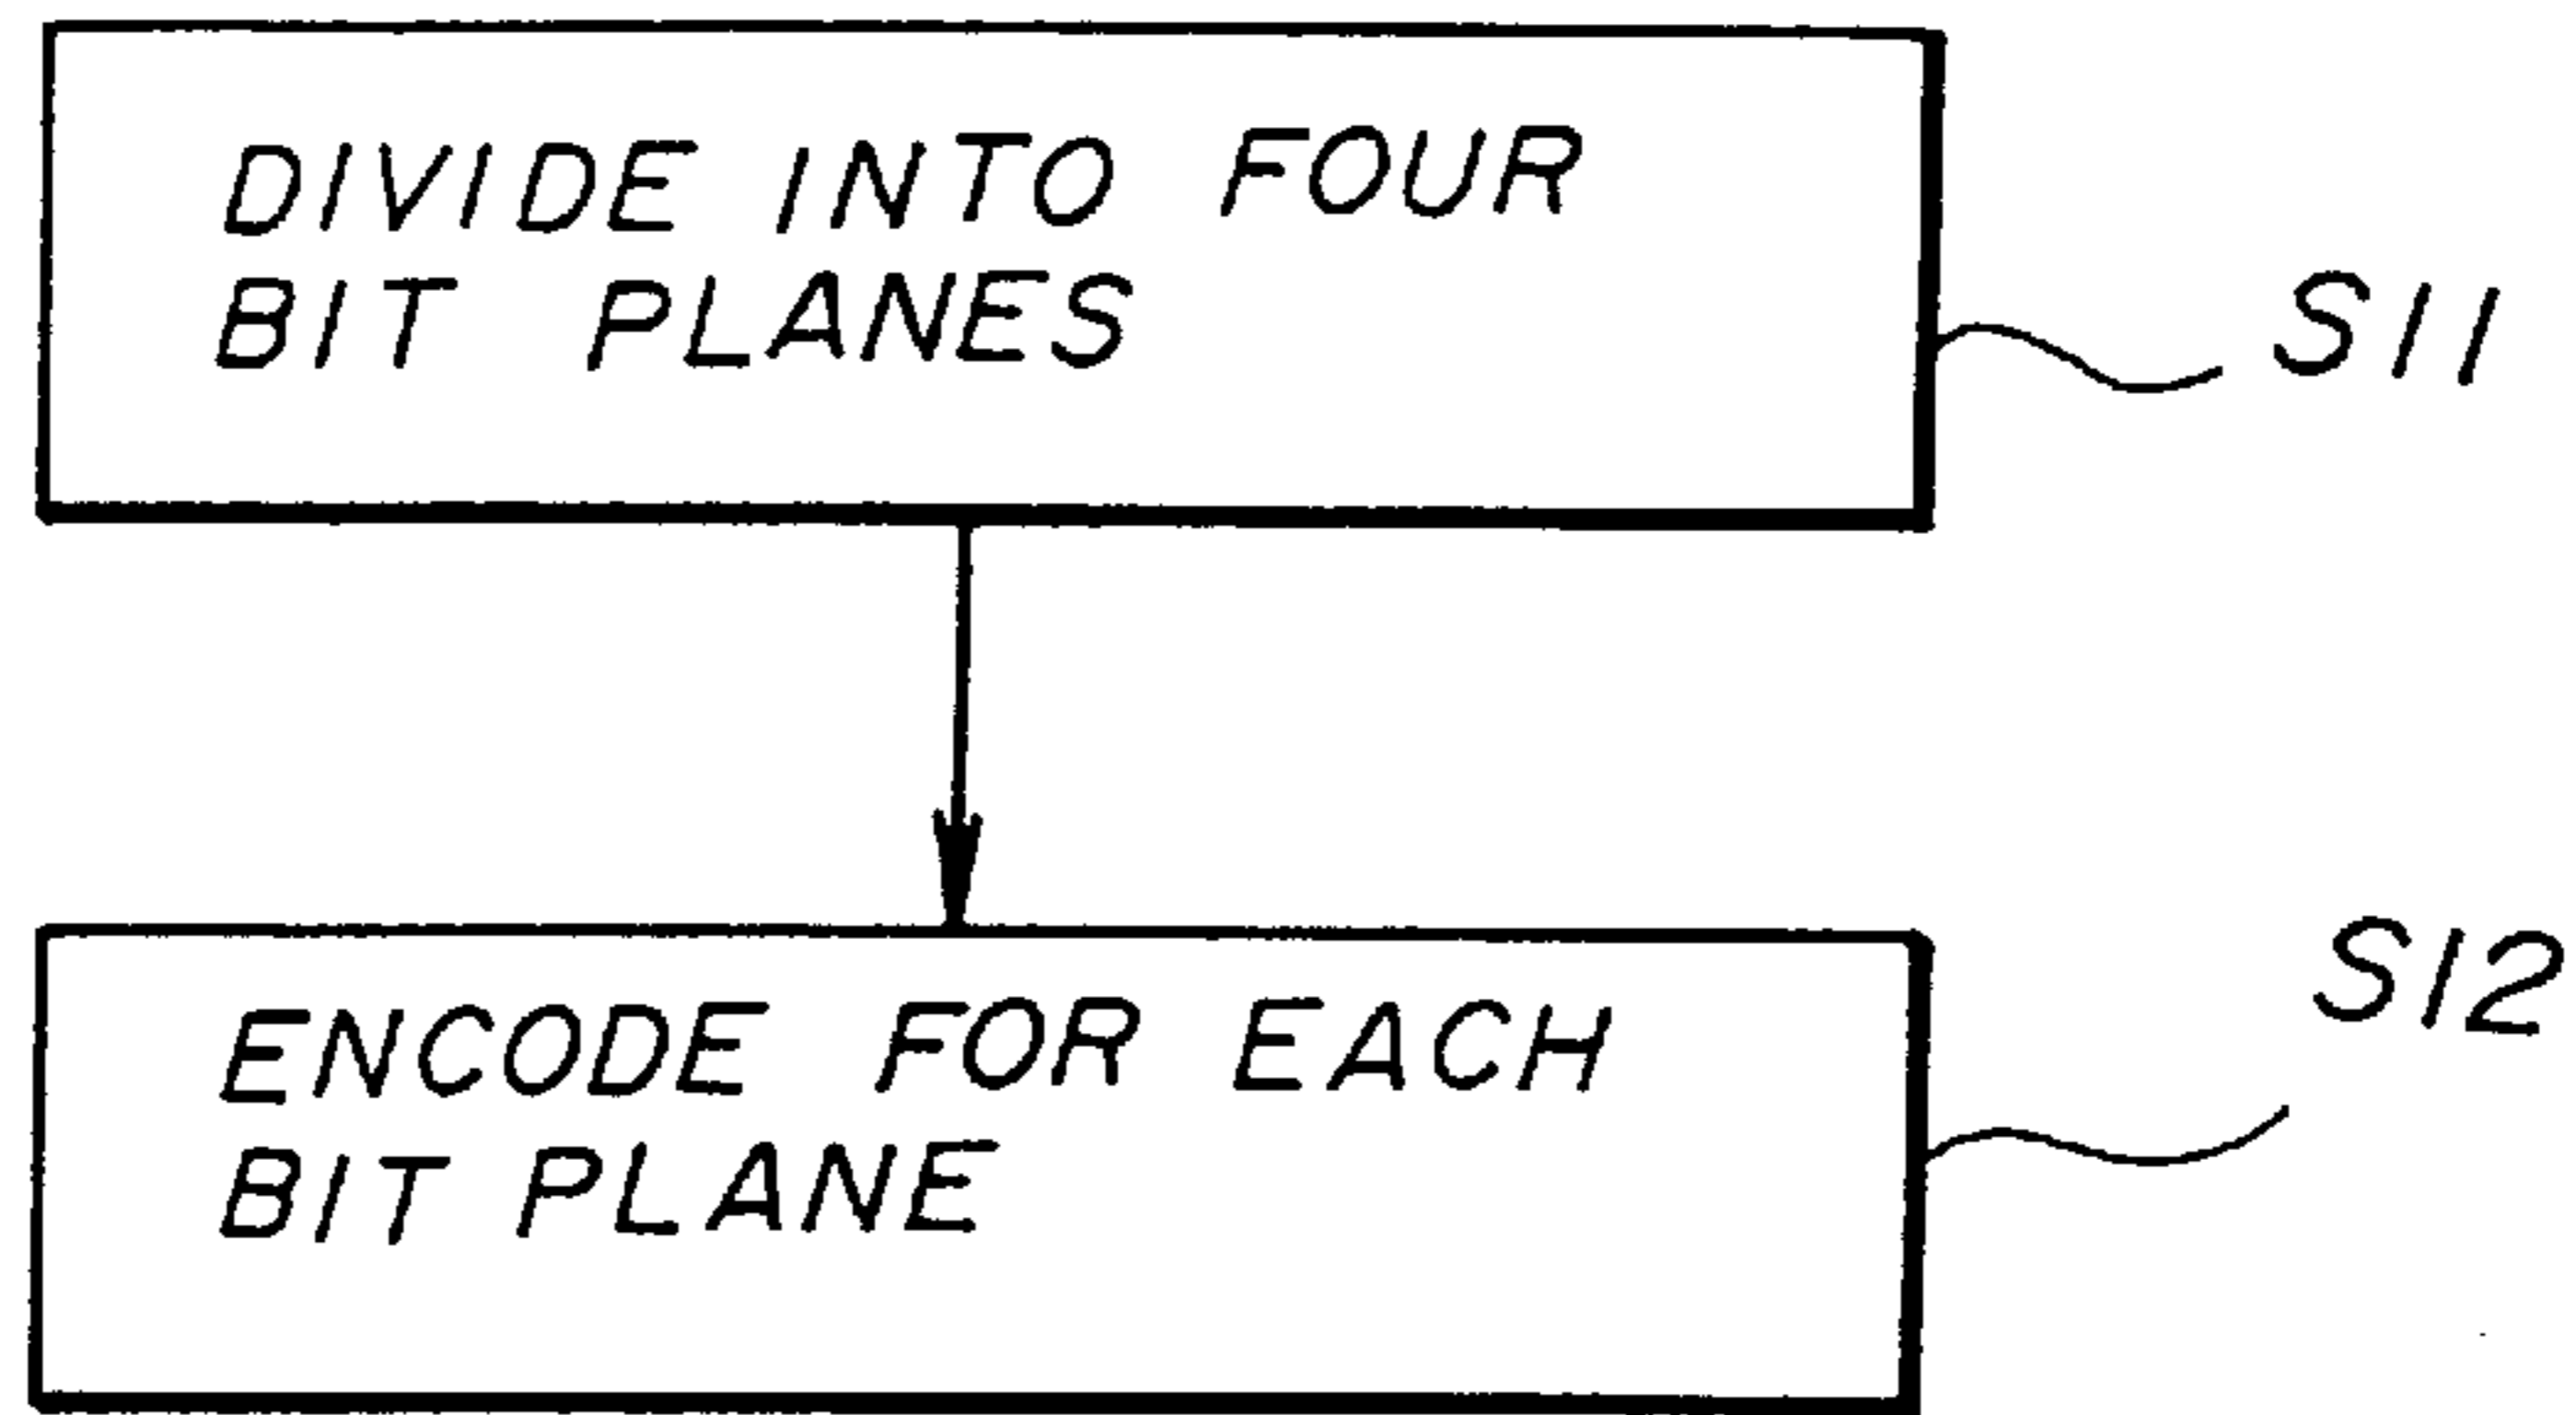 DIVIDE INTO FOUR
BIT PLANES
S11
ENCODE FOR EACH
BIT PLANE
S12